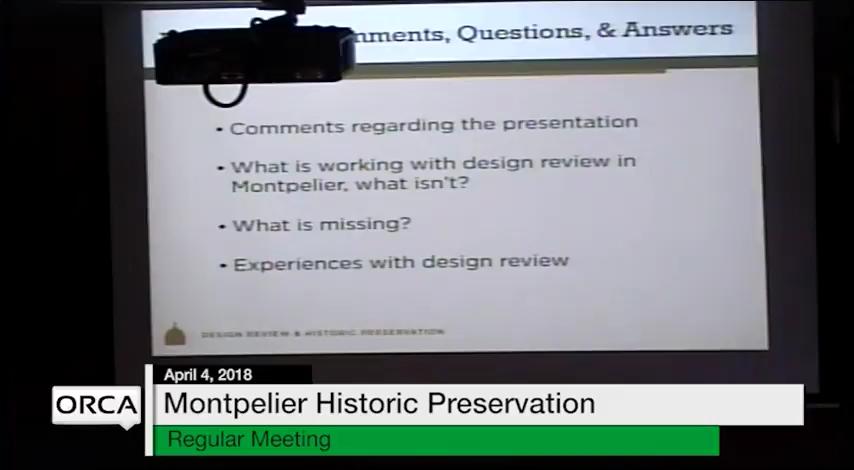 mments, Questions, & Answers
• Comments regarding the presentation
• What is working with design review in
Montpelier, what isn't?
• What is missing?
• Experiences with design review
DESIGN REVIEW & HISTORIC PRESERVATION
April 4, 2018
ORCA
Montpelier Historic Preservation
Regular Meeting